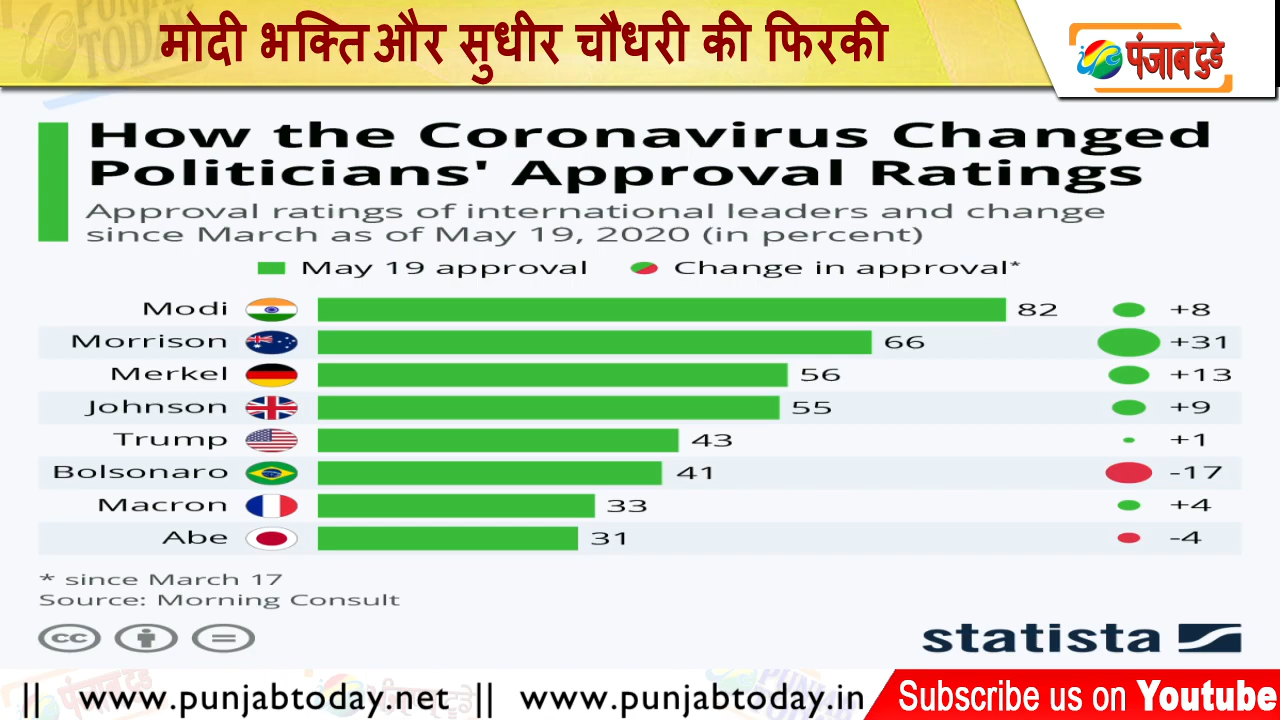 मोदी भक्ति और सुधीर चौधरी की फिरकी
पंजाब टुडे
How the Coronavirus Changed
Politicians' Approval Ratings
Approval ratings of international leaders and change
since March as of May 19, 2020 (in percent)
May 19 approval Change in approval*
Modi 82 +8
Morrison 66 +31
Merkel 56 +13
Johnson 55 +9
Trump 43 +1
Bolsonaro 41 -17
Macron 33 +4
Abe 31 -4
* since March 17
Source: Morning Consult
cc statista
|| www.punjabtoday.net || www.punjabtoday.in Subscribe us on Youtube